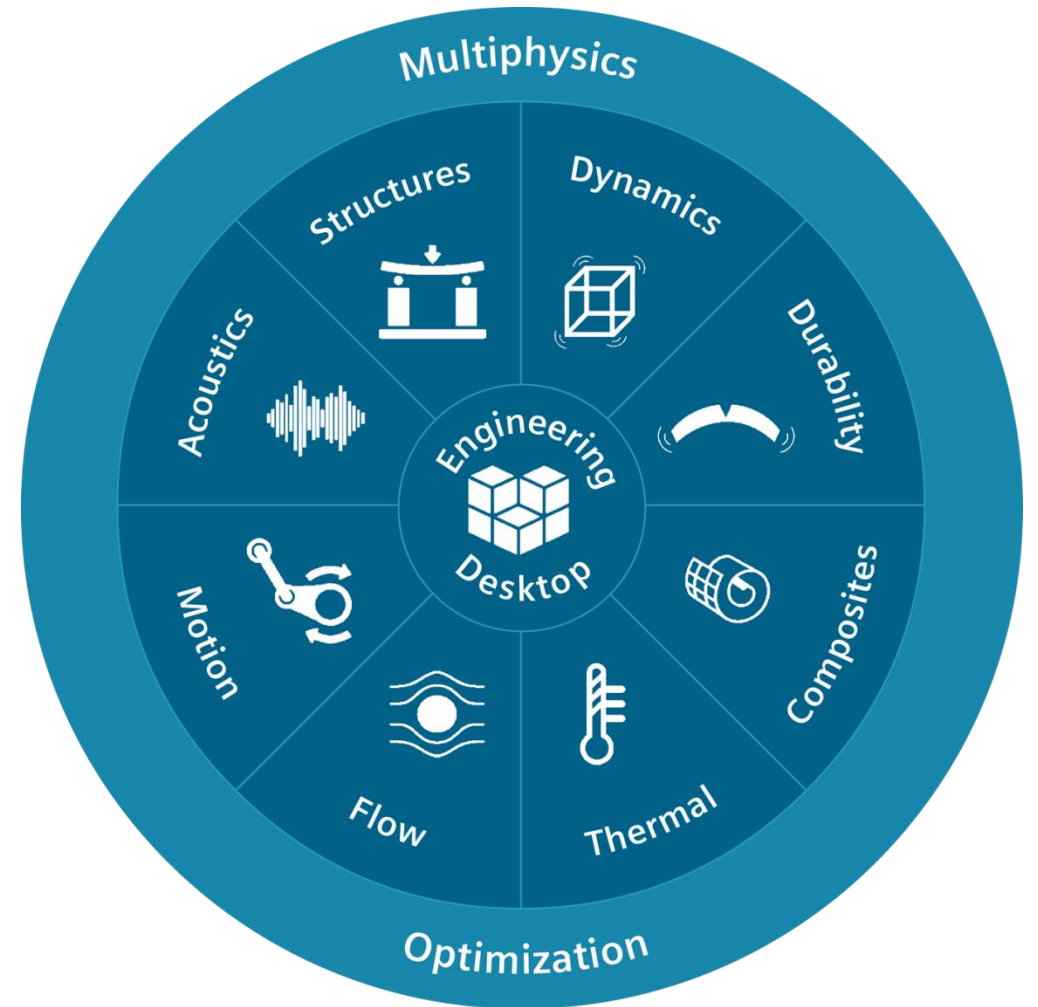 Multiphysics
Structures
Dynamics
Acoustics
Durability
Engineering
Desktop
Motion
Composites
Flow
Thermal
Optimization